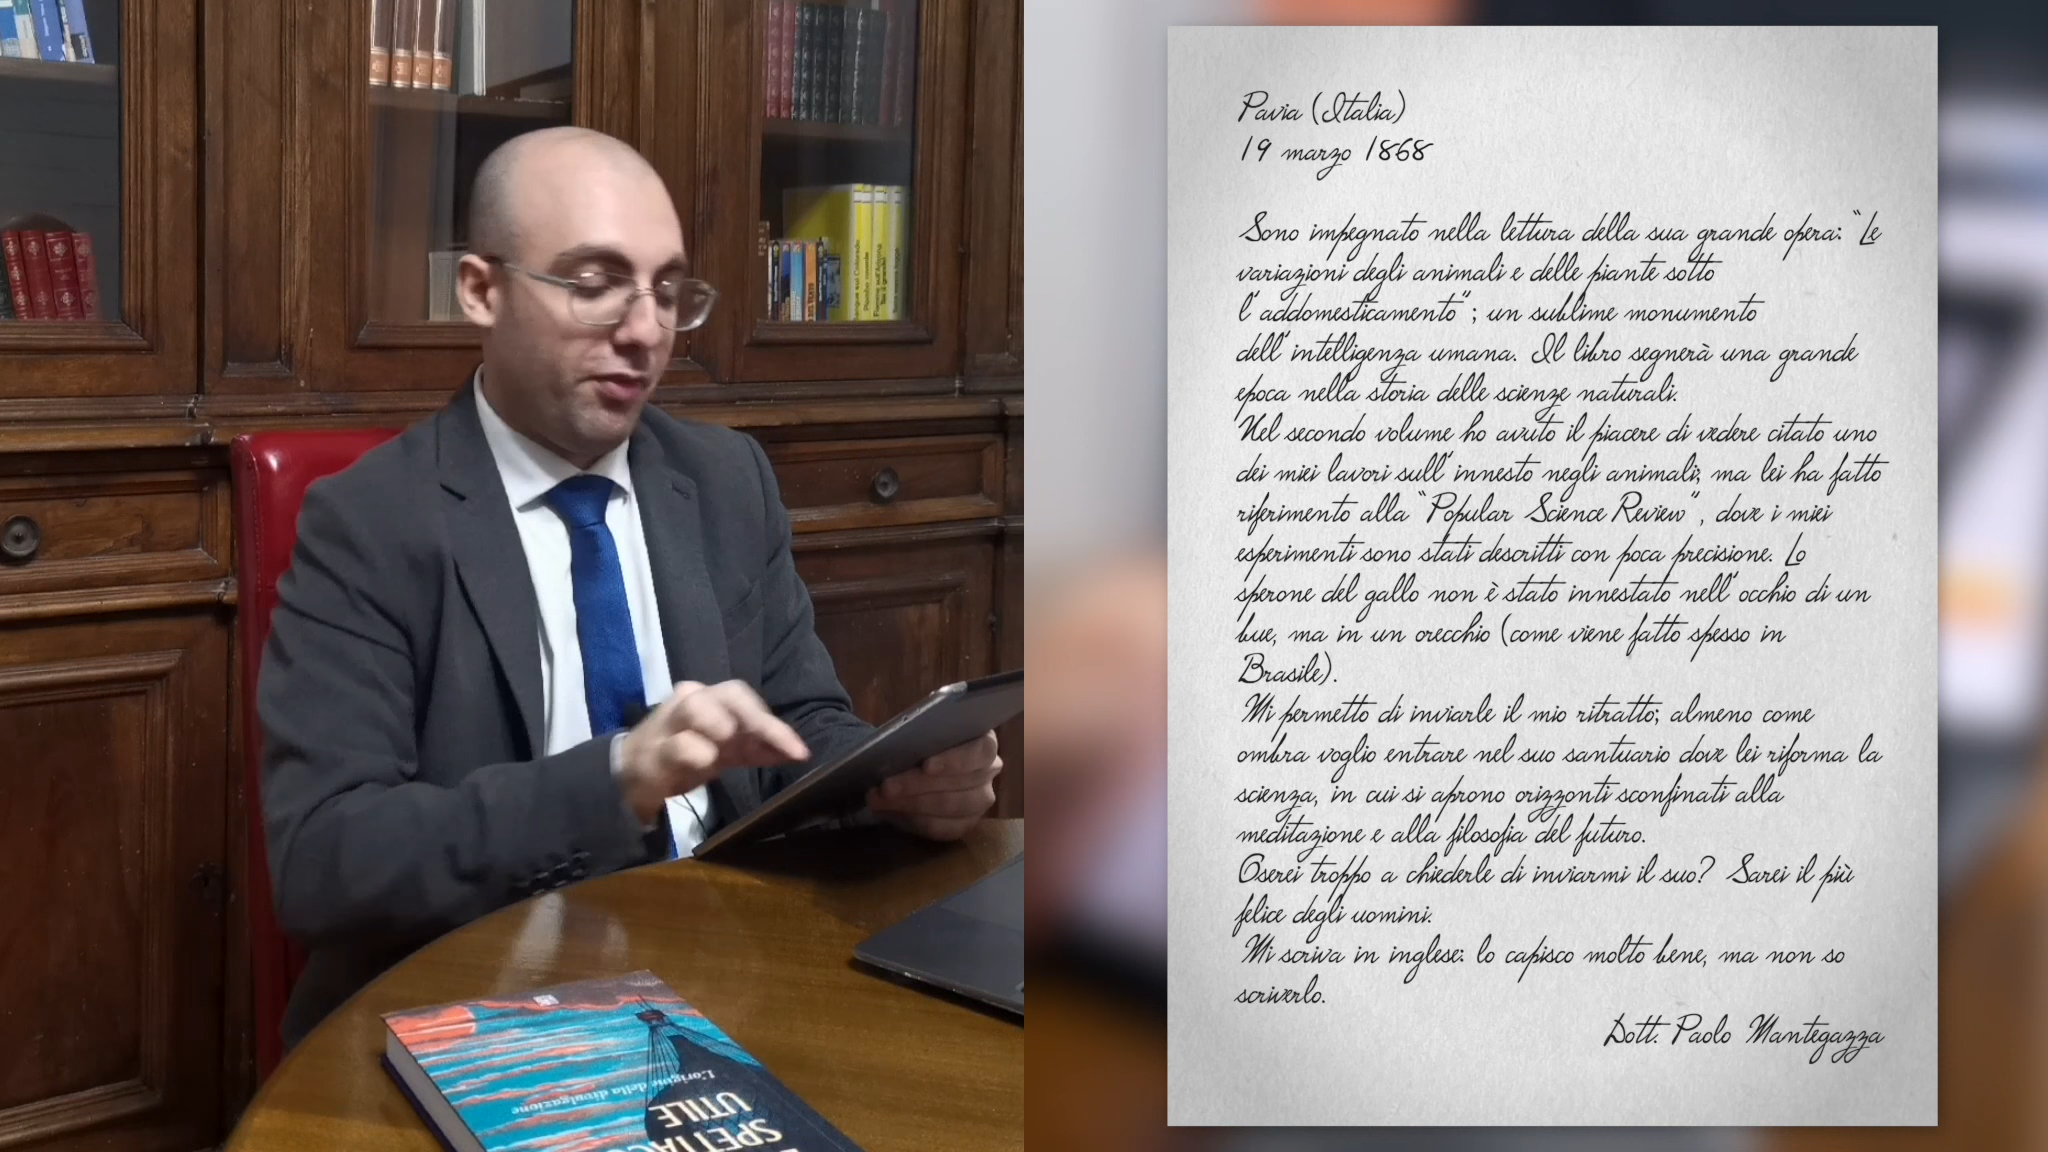 Pavia (Italia)
19 marzo 1868
Sono impegnato nella lettura della sua grande opera: "Le
variazioni degli animali e delle piante sotto
l'addomesticamento"; un sublime monumento
dell'intelligenza umana. Il libro segnerà una grande
epoca nella storia delle scienze naturali.
Nel secondo volume ho avuto il piacere di vedere citato uno
dei miei lavori sull'innesto negli animali; ma lei ha fatto
riferimento alla "Popular Science Review", dove i miei
esperimenti sono stati descritti con poca precisione. Lo
sperone del gallo non è stato innestato nell'occhio di un
bue, ma in un orecchio (come viene fatto spesso in
Brasile).
Mi permetto di inviarle il mio ritratto; almeno come
ombra voglio entrare nel suo santuario dove lei riforma la
scienza, in cui si aprono orizzonti sconfinati alla
meditazione e alla filosofia del futuro.
Oserei troppo a chiederle di inviarmi il suo? Sarei il più
felice degli uomini.
Mi scriva in inglese: lo capisco molto bene, ma non so
scriverlo.
Dott. Paolo Mantegazza
L'origine della divulgazione
UTILE